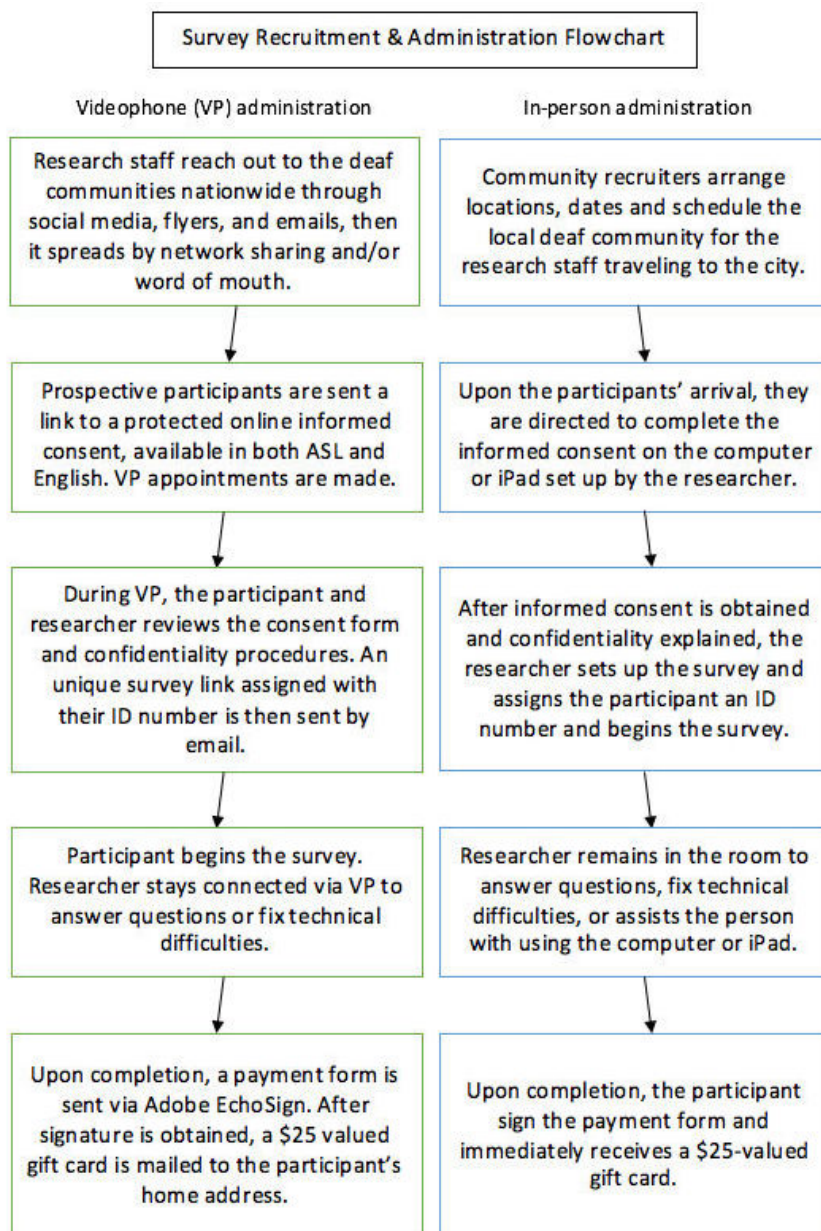 Survey Recruitment & Administration Flowchart
Videophone (VP) administration
Research staff reach out to the deaf
communities nationwide through
social media, flyers, and emails, then
it spreads by network sharing and/or
word of mouth.
Prospective participants are sent a
link to a protected online informed
consent, available in both ASL and
English. VP appointments are made.
During VP, the participant and
researcher reviews the consent form
and confidentiality procedures. An
unique survey link assigned with
their ID number is then sent by
email.
Participant begins the survey.
Researcher stays connected via VP to
answer questions or fix technical
difficulties.
Upon completion, a payment form is
sent via Adobe EchoSign. After
signature is obtained, a $25 valued
gift card is mailed to the participant's
home address.
In-person administration
Community recruiters arrange
locations, dates and schedule the
local deaf community for the
research staff traveling to the city.
Upon the participants' arrival, they
are directed to complete the
informed consent on the computer
or iPad set up by the researcher.
After informed consent is obtained
and confidentiality explained, the
researcher sets up the survey and
assigns the participant an ID
number and begins the survey.
Researcher remains in the room to
answer questions, fix technical
difficulties, or assists the person
with using the computer or iPad.
Upon completion, the participant
sign the payment form and
immediately receives a $25-valued
gift card.